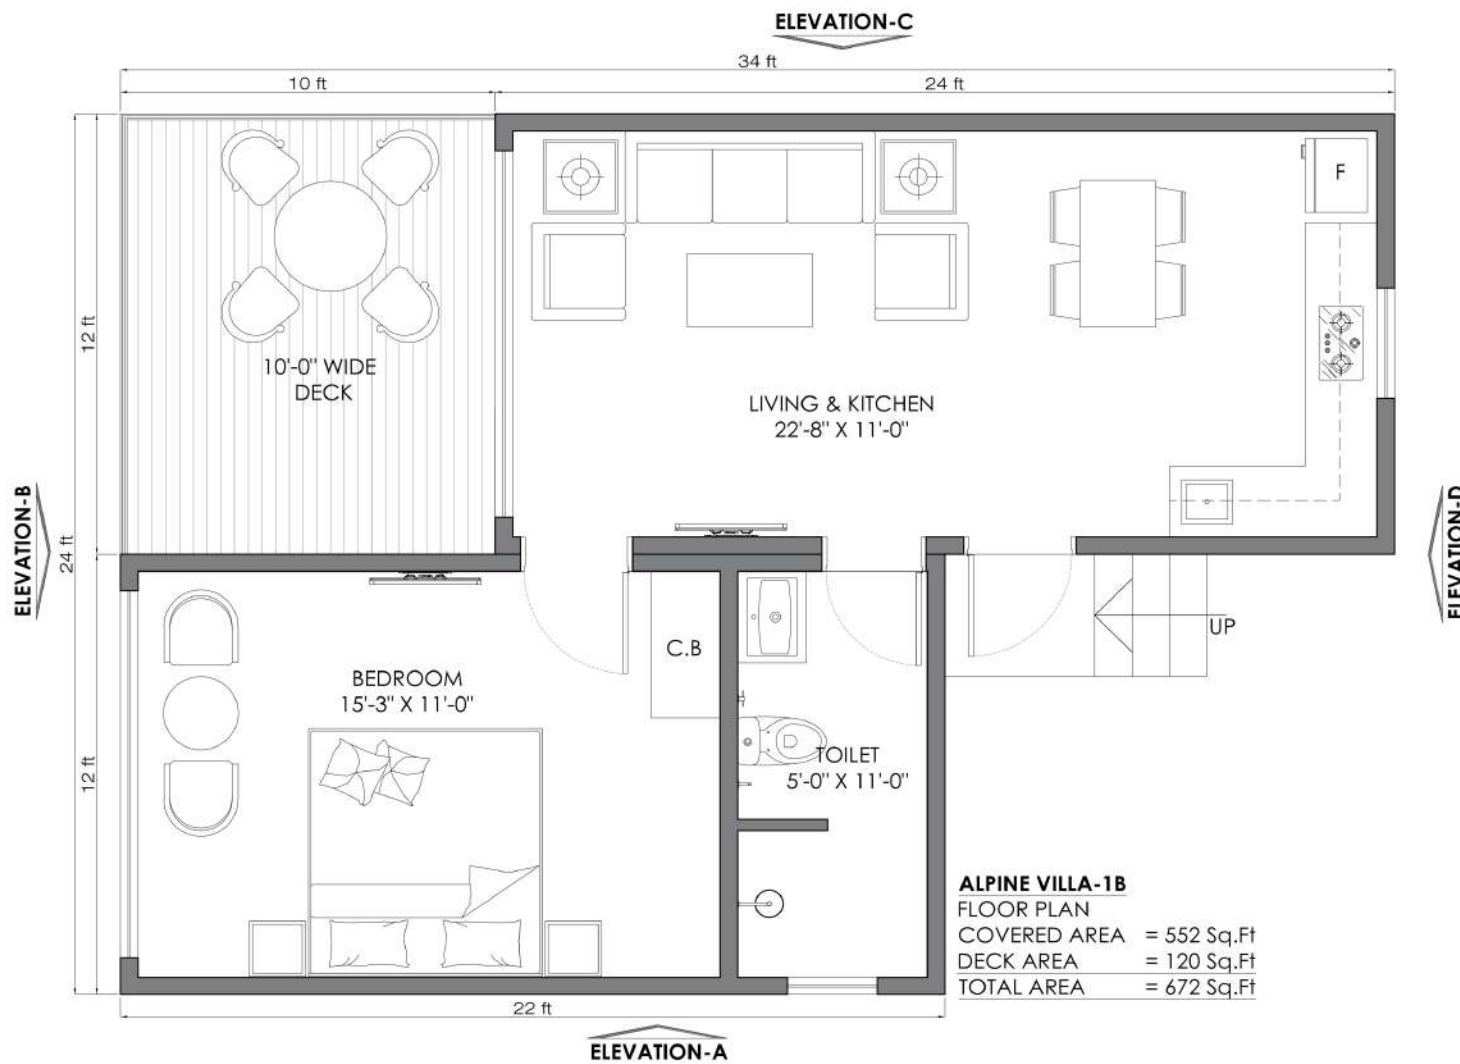 ELEVATION-C
34 ft
10 ft
24 ft
F
12 ft
10'-0" WIDE
DECK
LIVING & KITCHEN
22'-8" X 11'-0"
ELEVATION-B
24 ft
ELEVATION-D
UP
C.B
BEDROOM
15'-3" X 11'-0"
TOILET
5'-0" X 11'-0"
12 ft
ALPINE VILLA-1B
FLOOR PLAN
COVERED AREA = 552 Sq.Ft
DECK AREA = 120 Sq.Ft
TOTAL AREA = 672 Sq.Ft
22 ft
ELEVATION-A